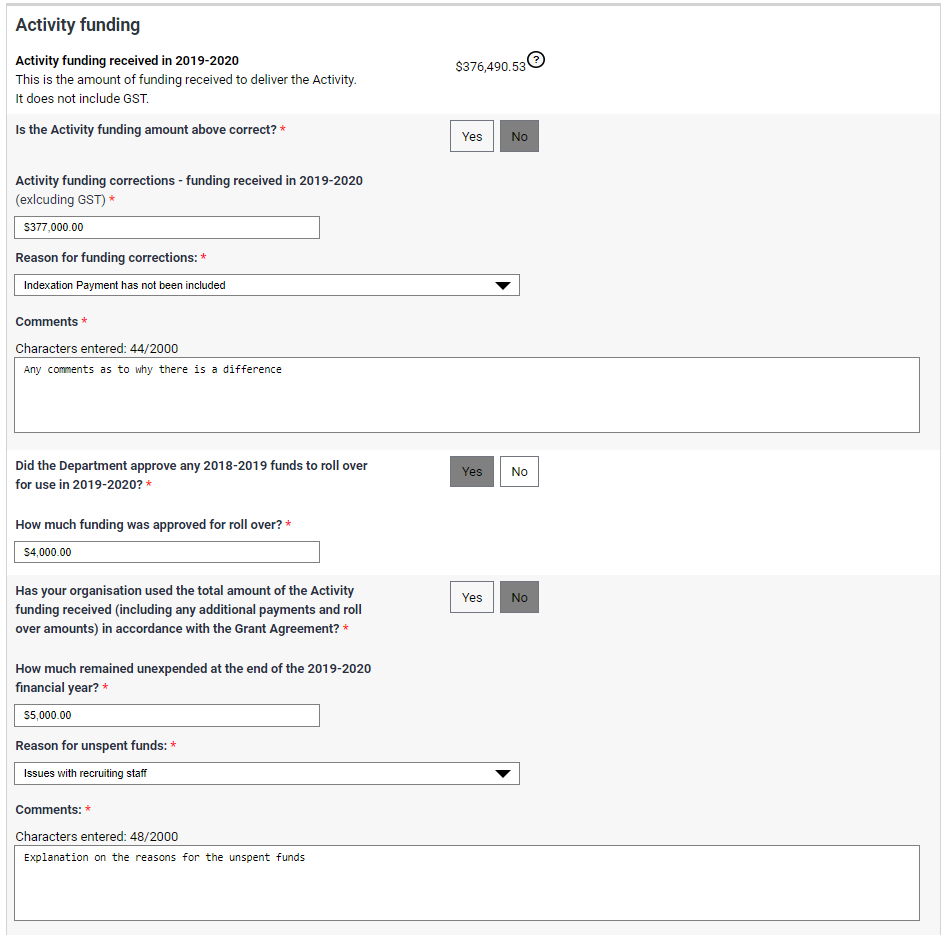 Activity funding
Activity funding received in 2019-2020
$376,490.53 ?
This is the amount of funding received to deliver the Activity.
It does not include GST.
Is the Activity funding amount above correct? *
Yes No
Activity funding corrections - funding received in 2019-2020
(exlcuding GST) *
$377,000.00
Reason for funding corrections: *
Indexation Payment has not been included
Comments *
Characters entered: 44/2000
Any comments as to why there is a difference
Did the Department approve any 2018-2019 funds to roll over
for use in 2019-2020? *
Yes No
How much funding was approved for roll over? *
$4,000.00
Has your organisation used the total amount of the Activity
funding received (including any additional payments and roll
over amounts) in accordance with the Grant Agreement? *
Yes No
How much remained unexpended at the end of the 2019-2020
financial year? *
$5,000.00
Reason for unspent funds: *
Issues with recruiting staff
Comments: *
Characters entered: 48/2000
Explanation on the reasons for the unspent funds